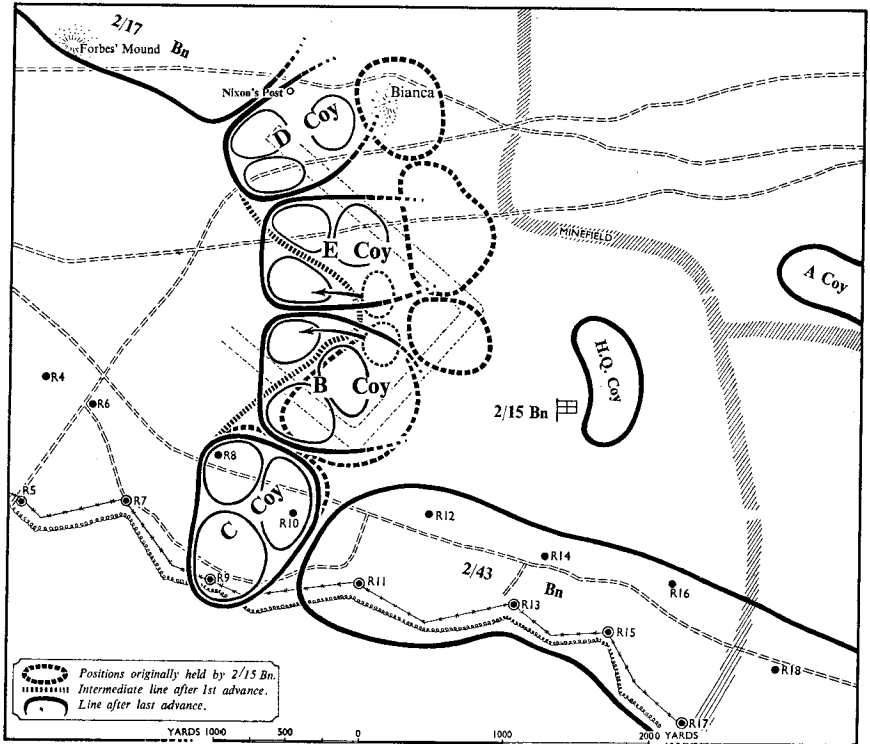 2/17
Bn
Forbes' Mound
Nixon's Post
Bianca
D Coy
E Coy
MINEFIELD
A Coy
B Coy
H.Q. Coy
2/15 Bn
R4
R6
R8
C Coy
R10
R5
R7
R12
R14
2/43
Bn
R9
R11
R13
R16
R15
R18
R17
Positions originally held by 2/15 Bn.
Intermediate line after 1st advance.
Line after last advance.
YARDS 1000 500 0 1000 2000 YARDS